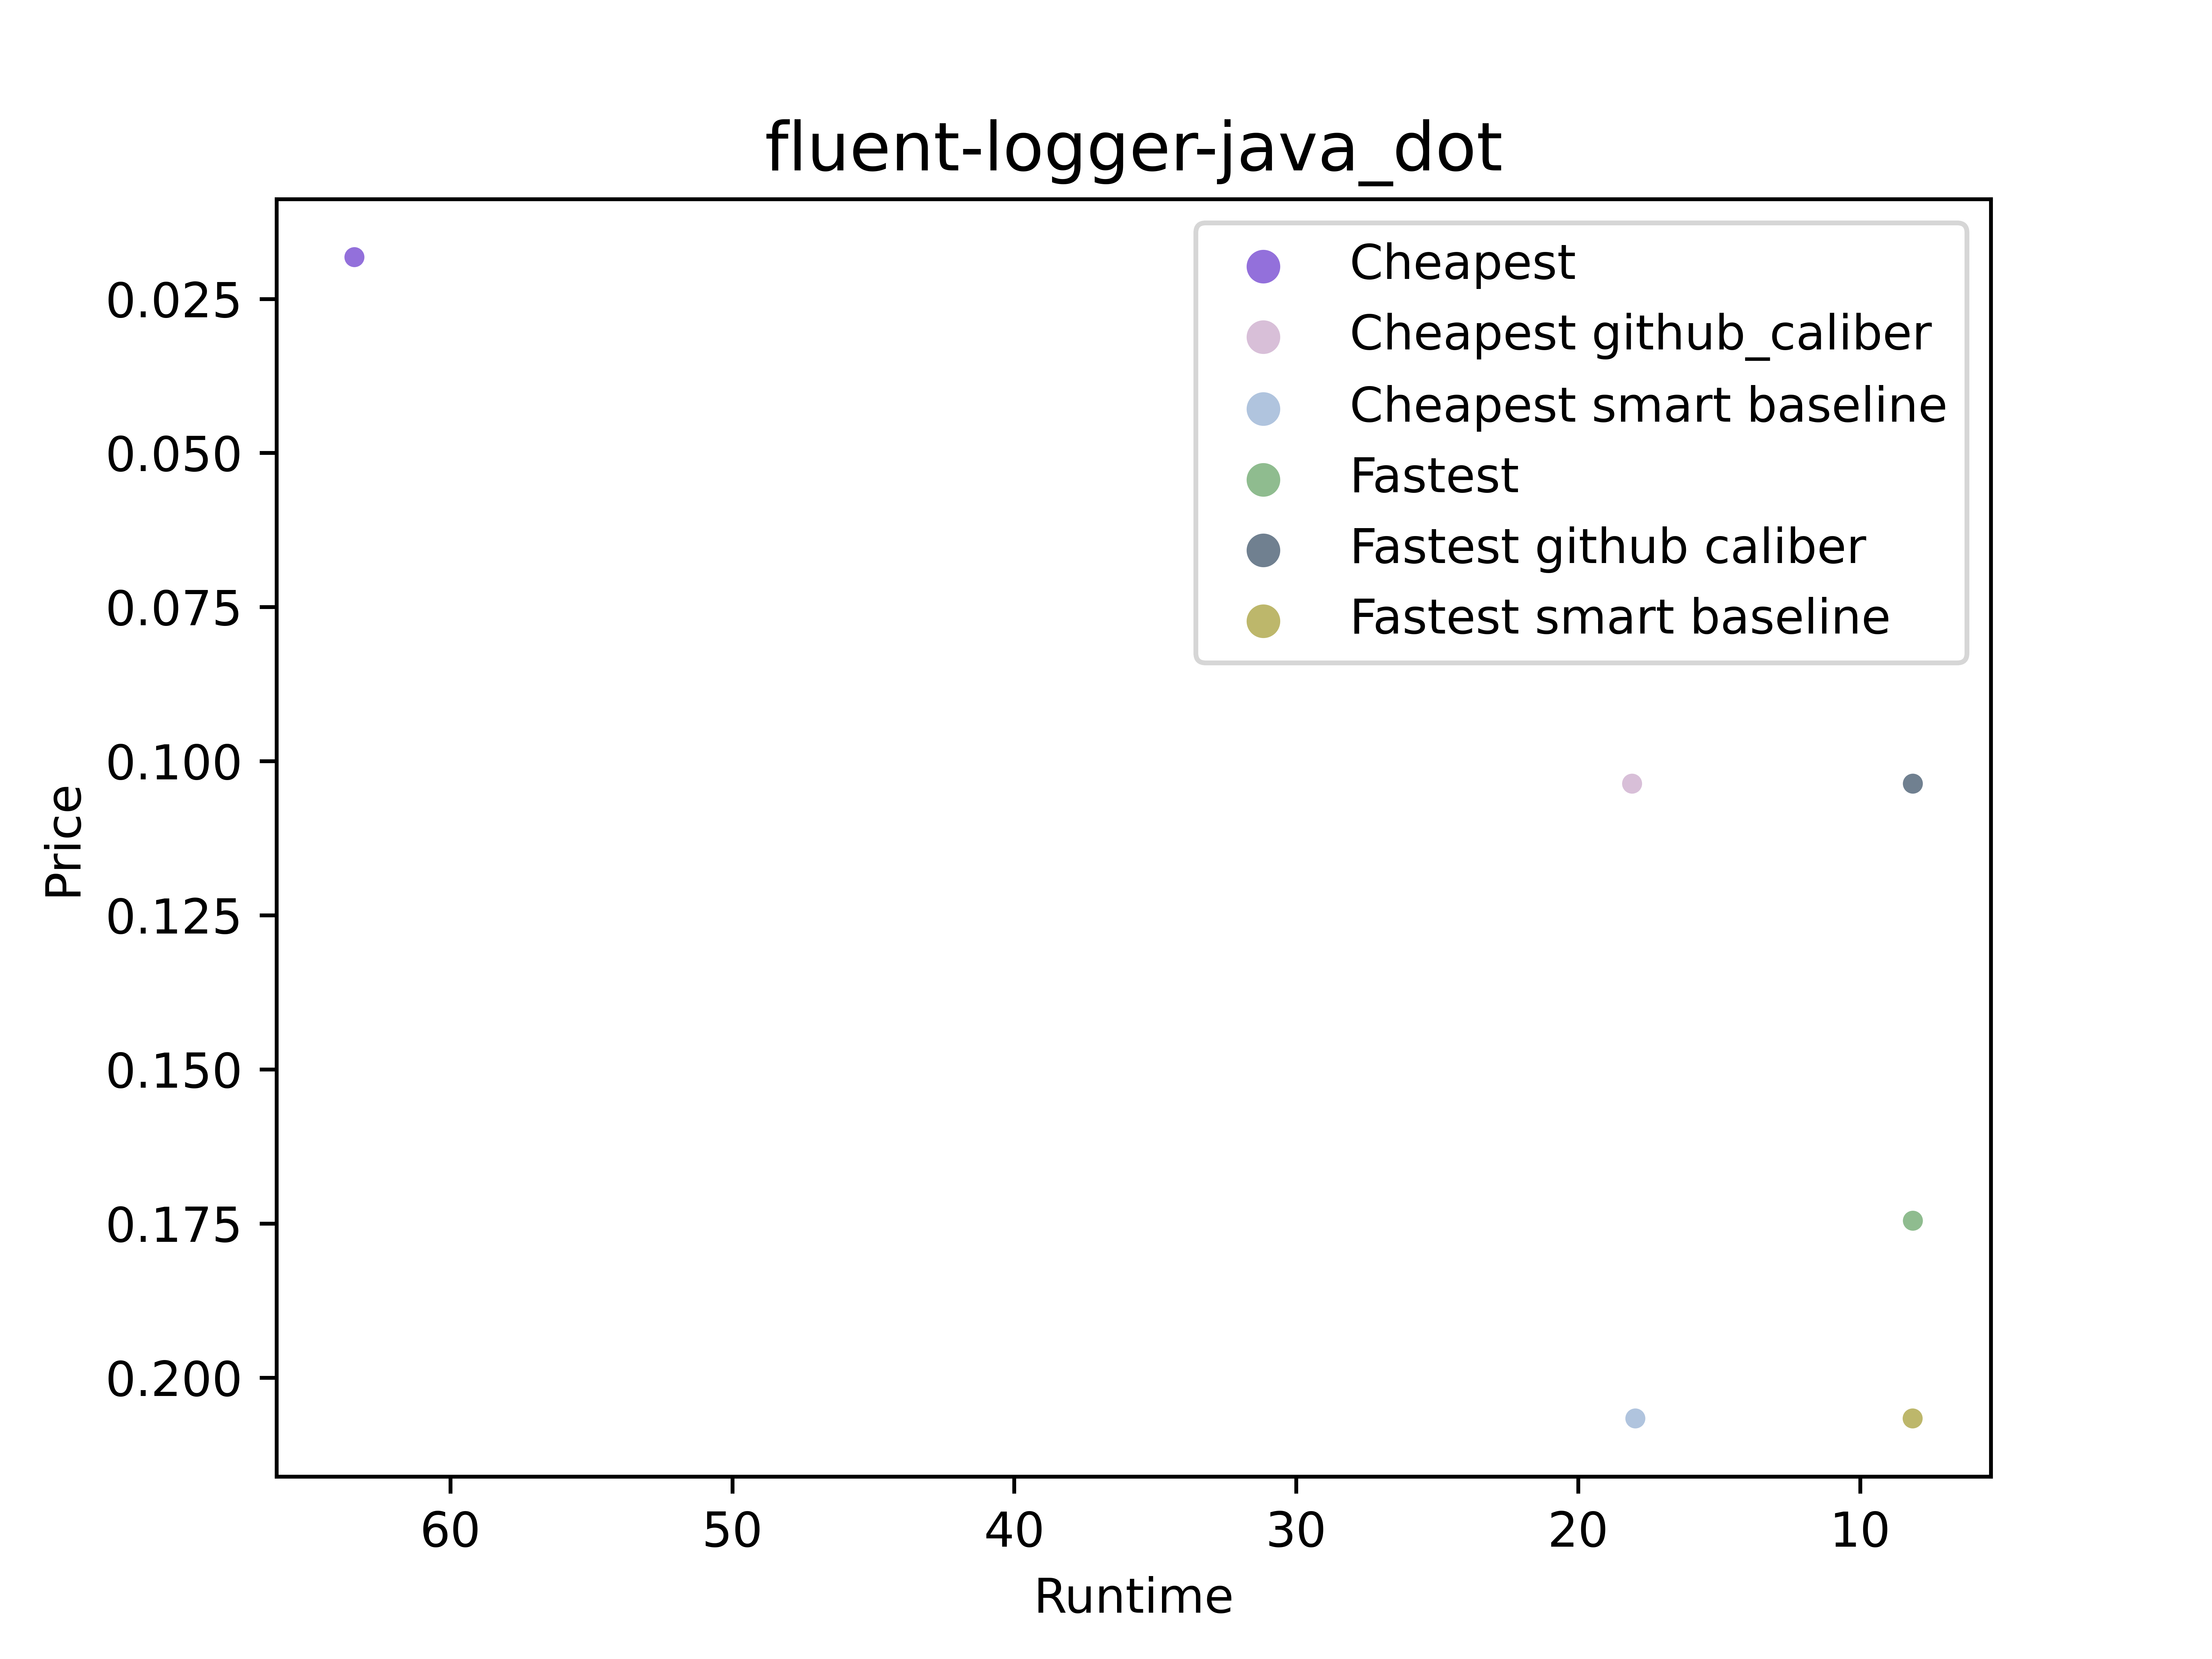 fluent-logger-java_dot
Cheapest
Cheapest github_caliber
Cheapest smart baseline
Fastest
Fastest github caliber
Fastest smart baseline
Price
0.025
0.050
0.075
0.100
0.125
0.150
0.175
0.200
60 50 40 30 20 10
Runtime